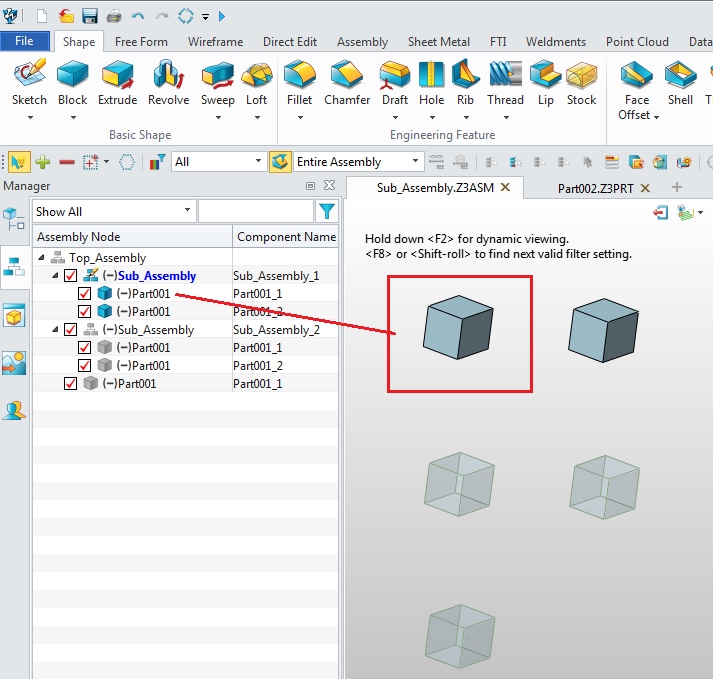 File Shape Free Form Wireframe Direct Edit Assembly Sheet Metal FTI Weldments Point Cloud Data
Sketch Block Extrude Revolve Sweep Loft Fillet Chamfer Draft Hole Rib Thread Lip Stock Face Offset Shell T
Basic Shape Engineering Feature
All Entire Assembly
Manager
Sub_Assembly.Z3ASM Part002.Z3PRT
Show All
Assembly Node Component Name
Hold down <F2> for dynamic viewing.
<F8> or <Shift-roll> to find next valid filter setting.
Top_Assembly
(-)Sub_Assembly Sub_Assembly_1
(-)Part001 Part001_1
(-)Part001 Part001_2
(-)Sub_Assembly Sub_Assembly_2
(-)Part001 Part001_1
(-)Part001 Part001_2
(-)Part001 Part001_1